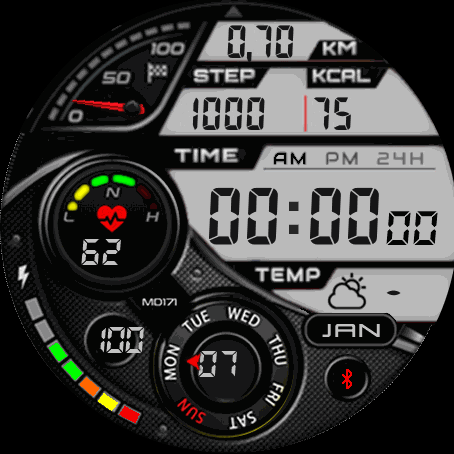 0,70 KM
100
50
0
STEP KCAL
1000 75
TIME AM PM 24H
00:00 00
L N H
62
TEMP
-
MD171
JAN
100
07
MON TUE WED THU FRI SAT SUN